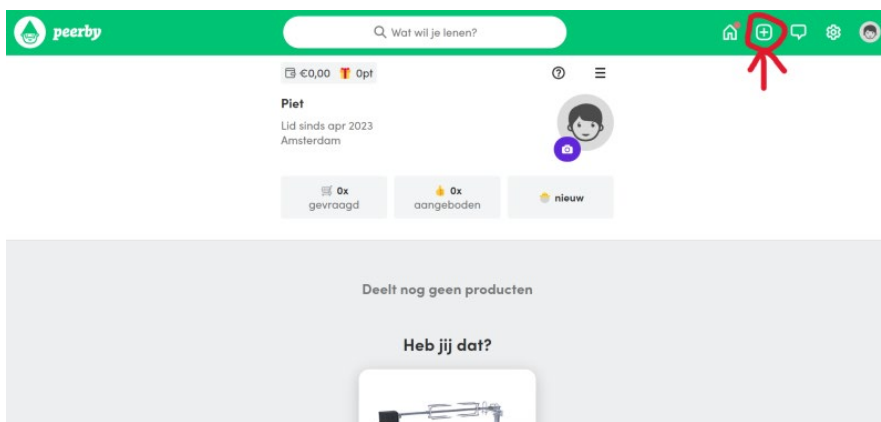 peerby
Wat wil je lenen?
€0,00 0pt
Piet
Lid sinds apr 2023
Amsterdam
0x
gevraagd
0x
aangeboden
nieuw
Deelt nog geen producten
Heb jij dat?